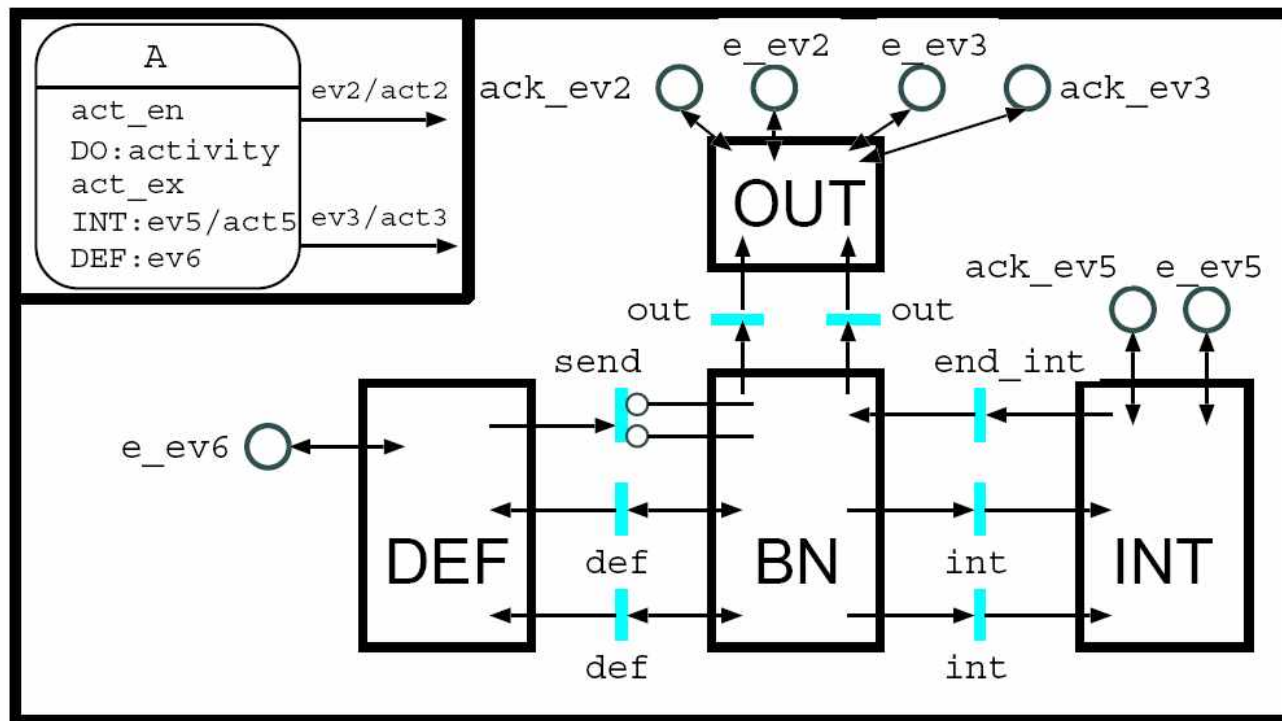 A
act_en
DO:activity
act_ex
INT:ev5/act5
DEF:ev6
ev2/act2
ev3/act3
ack_ev2
e_ev2
e_ev3
ack_ev3
OUT
ack_ev5
e_ev5
out
out
send
end_int
e_ev6
DEF
def
def
BN
int
int
INT